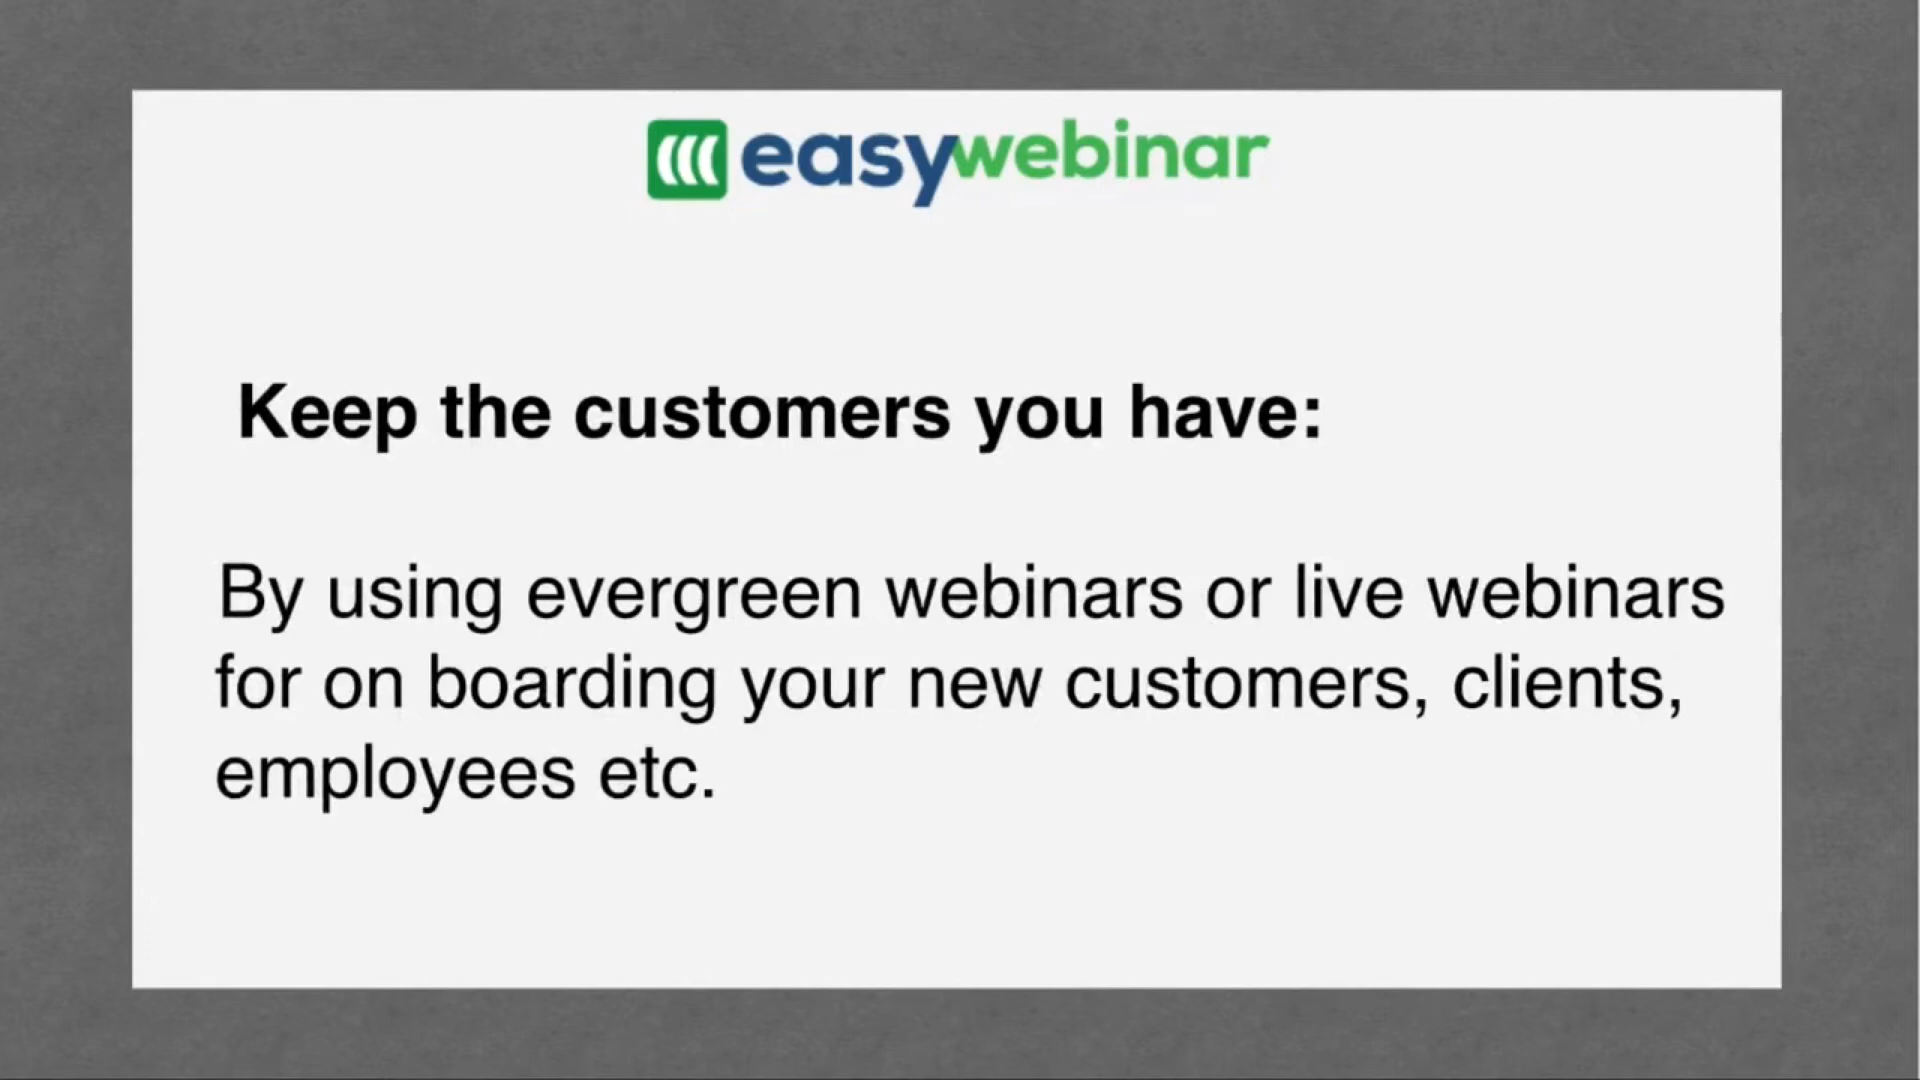 easywebinar
Keep the customers you have:
By using evergreen webinars or live webinars
for on boarding your new customers, clients,
employees etc.